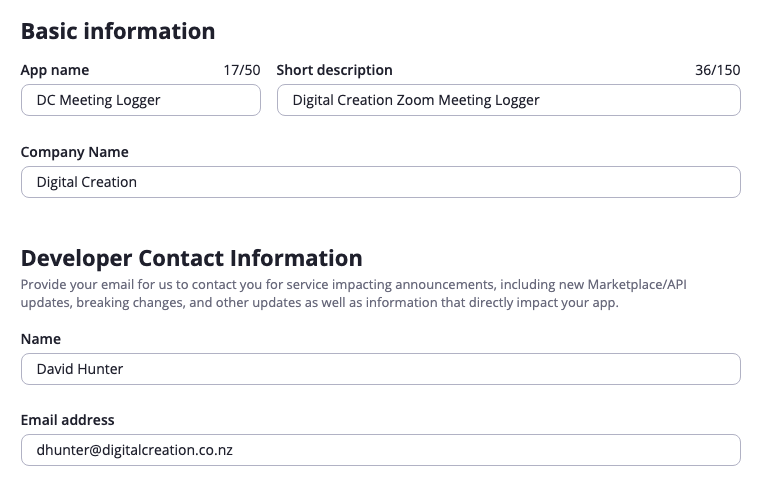 Basic information
App name 17/50 Short description 36/150
DC Meeting Logger Digital Creation Zoom Meeting Logger
Company Name
Digital Creation
Developer Contact Information
Provide your email for us to contact you for service impacting announcements, including new Marketplace/API
updates, breaking changes, and other updates as well as information that directly impact your app.
Name
David Hunter
Email address
dhunter@digitalcreation.co.nz